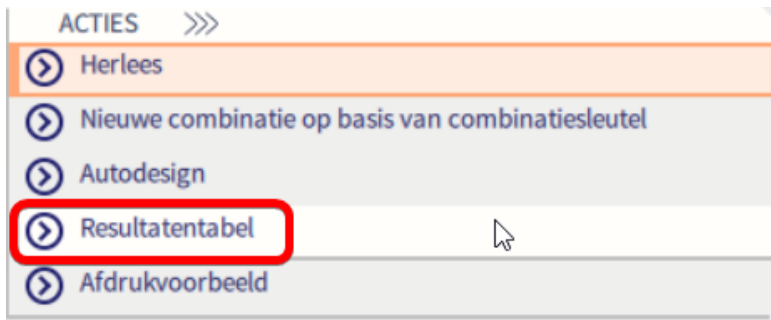 ACTIES >>>
Herlees
Nieuwe combinatie op basis van combinatiesleutel
Autodesign
Resultatentabel
Afdrukvoorbeeld